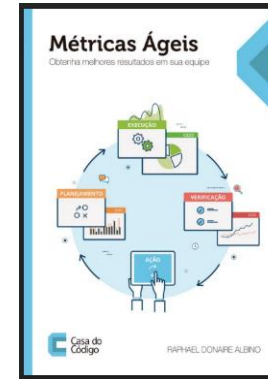 Métricas Ágeis
Obtenha melhores resultados em sua equipe
EXECUÇÃO
PLANEJAMENTO
VERIFICAÇÃO
AÇÃO
Casa do
Código
RAPHAEL DONAIRE ALBINO